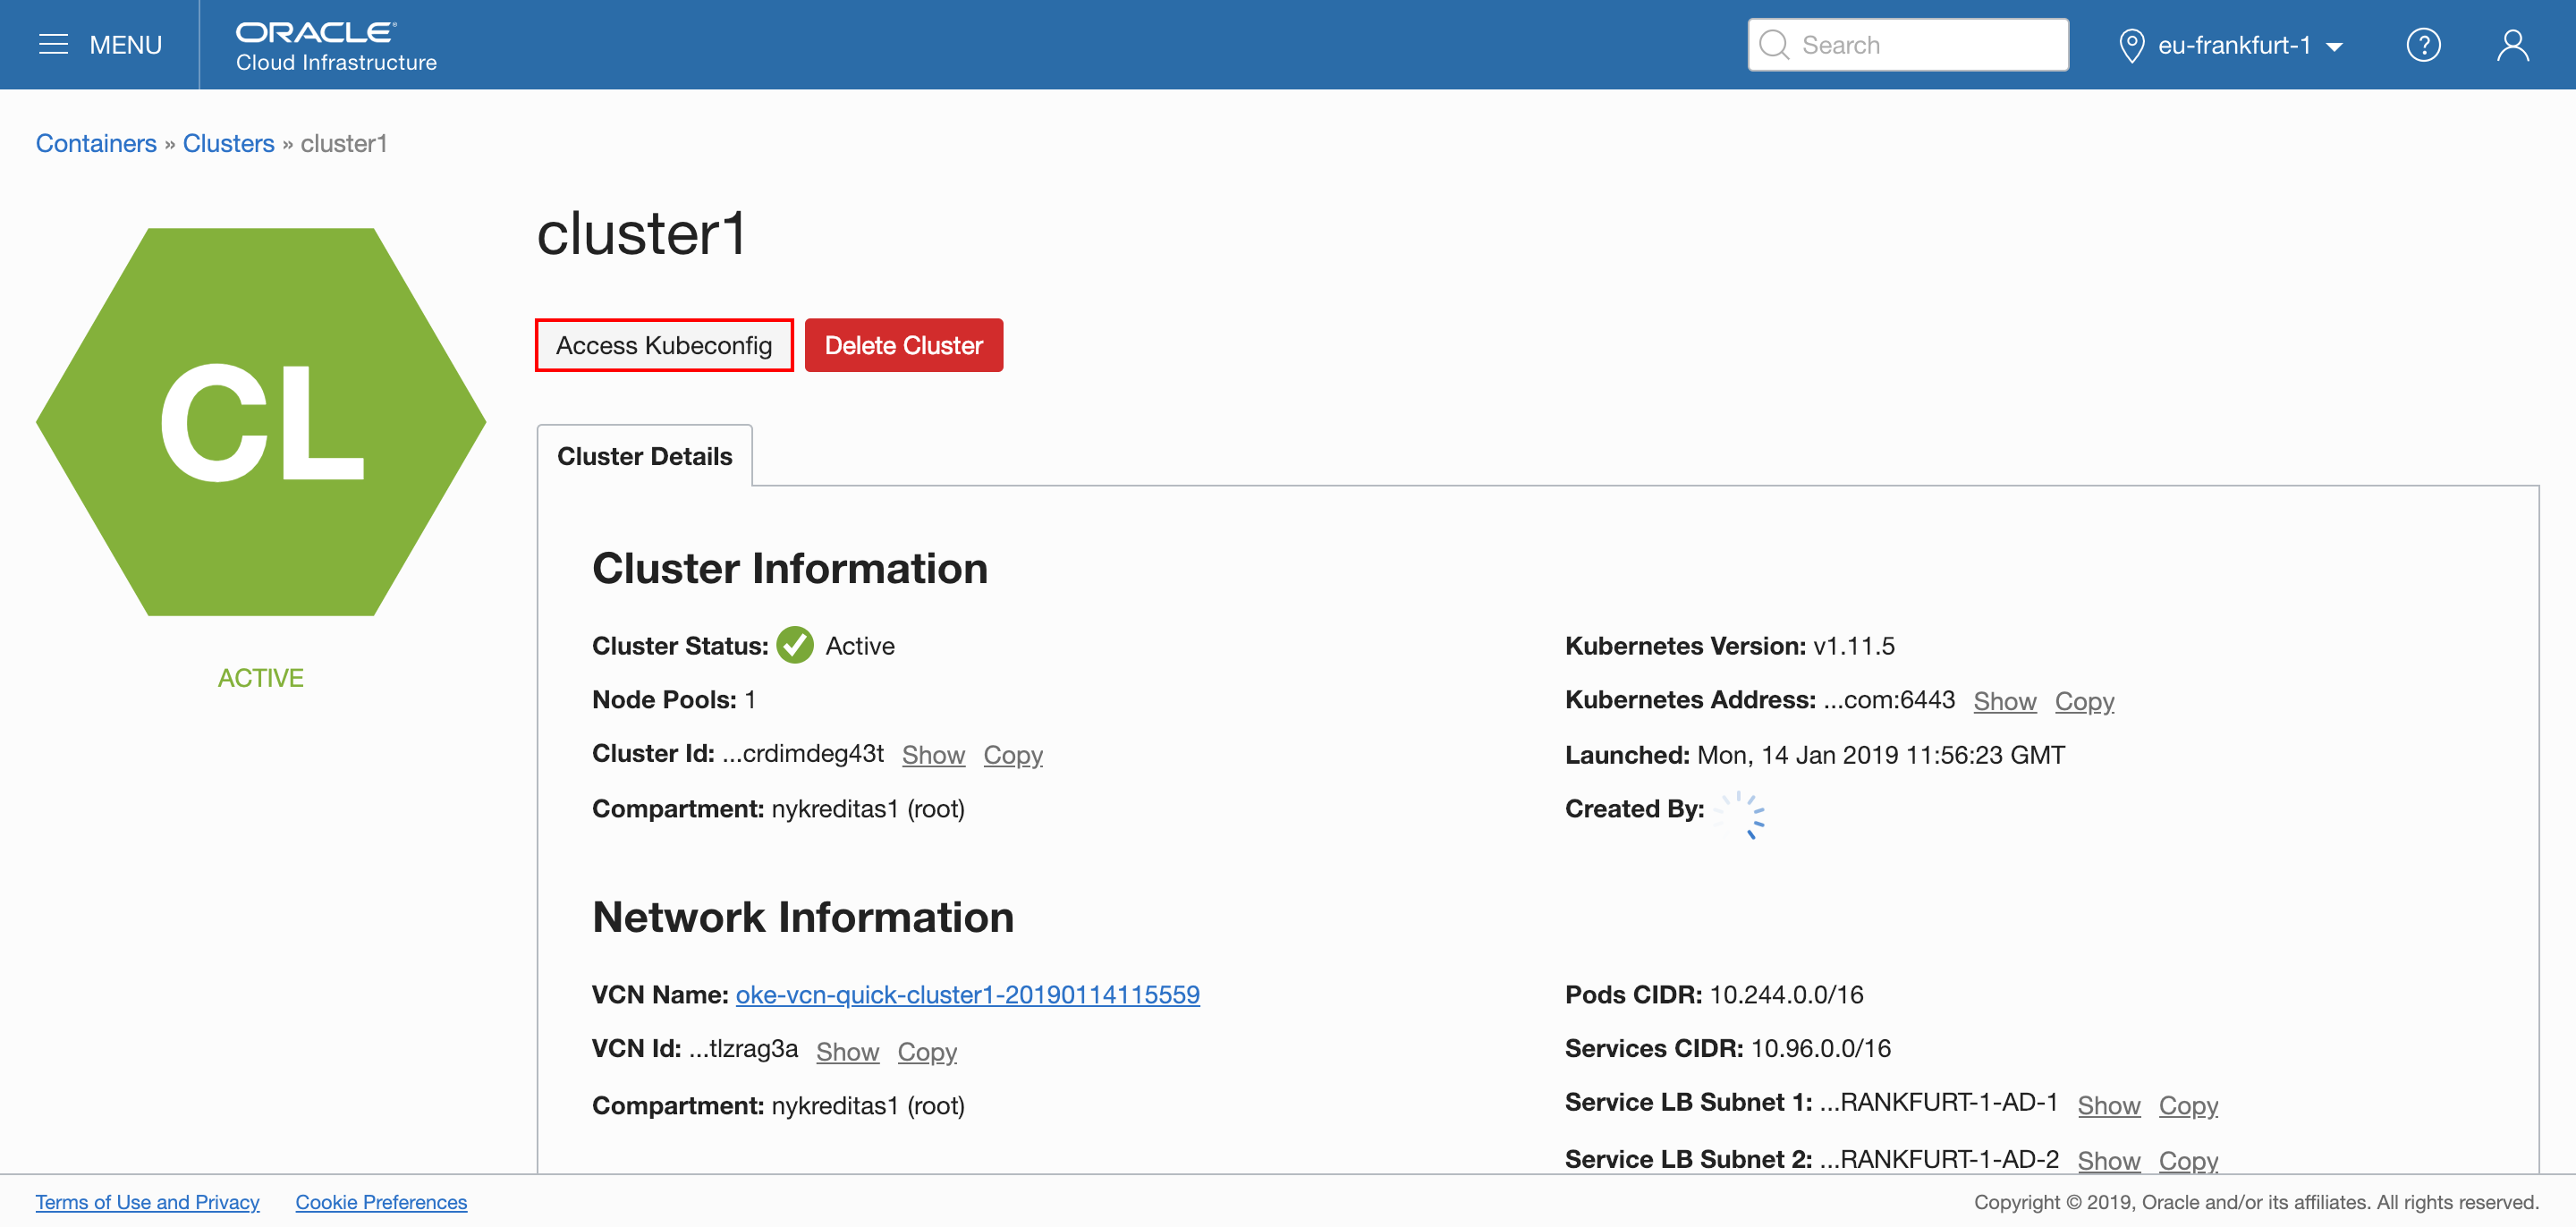 MENU
ORACLE®
Cloud Infrastructure
Search
eu-frankfurt-1
?
Containers » Clusters » cluster1
CL
ACTIVE
cluster1
Access Kubeconfig
Delete Cluster
Cluster Details
Cluster Information
Cluster Status: Active
Node Pools: 1
Cluster Id: ...crdimdeg43t Show Copy
Compartment: nykreditas1 (root)
Kubernetes Version: v1.11.5
Kubernetes Address: ...com:6443 Show Copy
Launched: Mon, 14 Jan 2019 11:56:23 GMT
Created By:
Network Information
VCN Name: oke-vcn-quick-cluster1-20190114115559
VCN Id: ...tlzrag3a Show Copy
Compartment: nykreditas1 (root)
Pods CIDR: 10.244.0.0/16
Services CIDR: 10.96.0.0/16
Service LB Subnet 1: ...RANKFURT-1-AD-1 Show Copy
Service LB Subnet 2: ...RANKFURT-1-AD-2 Show Copy
Terms of Use and Privacy
Cookie Preferences
Copyright © 2019, Oracle and/or its affiliates. All rights reserved.